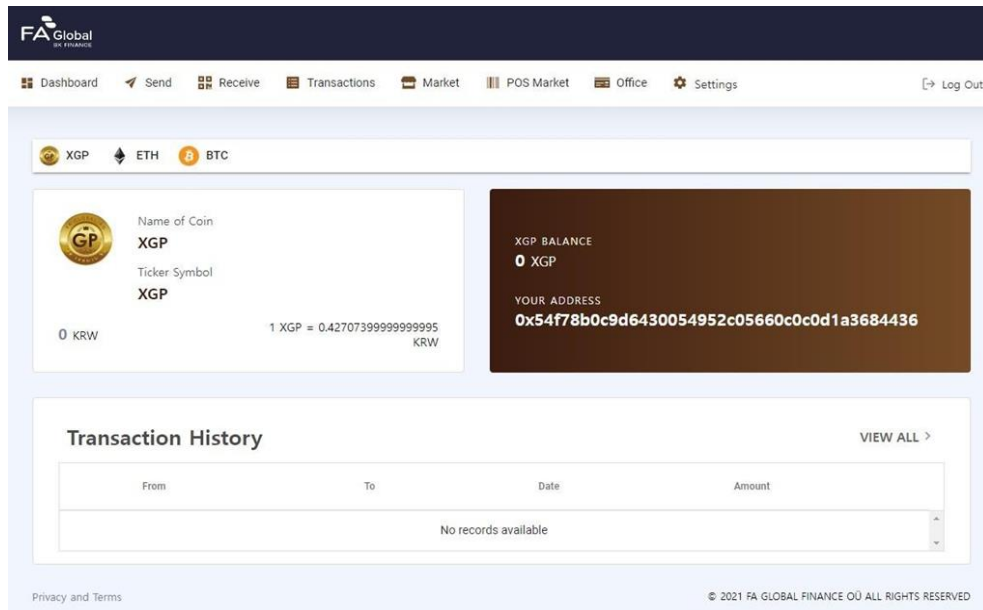 FA Global
BX FINANCE
Dashboard Send Receive Transactions Market POS Market Office Settings Log Out
XGP ETH BTC
Name of Coin
XGP
Ticker Symbol
XGP
0 KRW
1 XGP = 0.42707399999999995
KRW
GP
XGP BALANCE
0 XGP
YOUR ADDRESS
0x54f78b0c9d6430054952c05660c0c0d1a3684436
Transaction History
VIEW ALL >
From To Date Amount
No records available
Privacy and Terms
© 2021 FA GLOBAL FINANCE OÜ ALL RIGHTS RESERVED